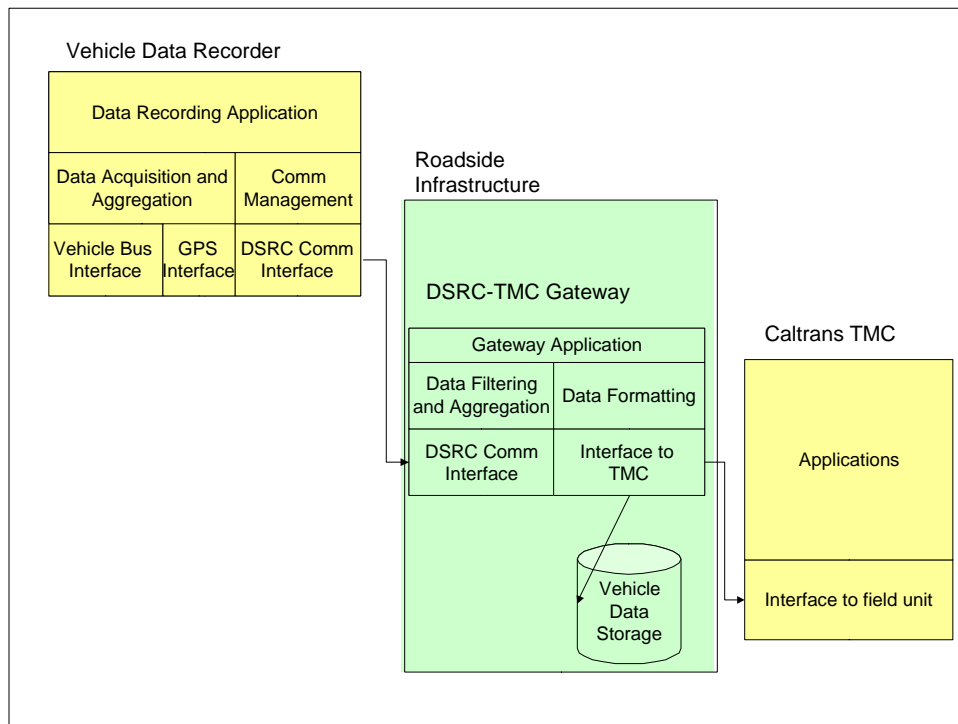 Vehicle Data Recorder
Data Recording Application
Data Acquisition and
Aggregation
Comm
Management
Vehicle Bus
Interface
GPS
Interface
DSRC Comm
Interface
Roadside
Infrastructure
DSRC-TMC Gateway
Gateway Application
Data Filtering
and Aggregation
Data Formatting
DSRC Comm
Interface
Interface to
TMC
Vehicle
Data
Storage
Caltrans TMC
Applications
Interface to field unit